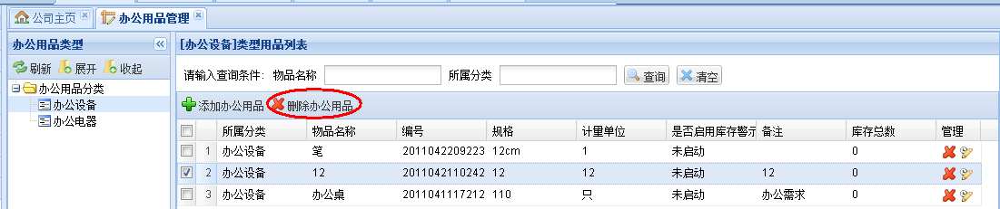 公司主页 办公用品管理
办公用品类型
刷新 展开 收起
办公用品分类
办公设备
办公电器
[办公设备]类型用品列表
请输入查询条件: 物品名称 所属分类 查询 清空
添加办公用品 删除办公用品
所属分类 物品名称 编号 规格 计量单位 是否启用库存警示 备注 库存总数 管理
1 办公设备 笔 2011042209223 12cm 1 未启动 0
2 办公设备 12 2011042110242 12 12 未启动 12 0
3 办公设备 办公桌 2011041117212 110 只 未启动 办公需求 0